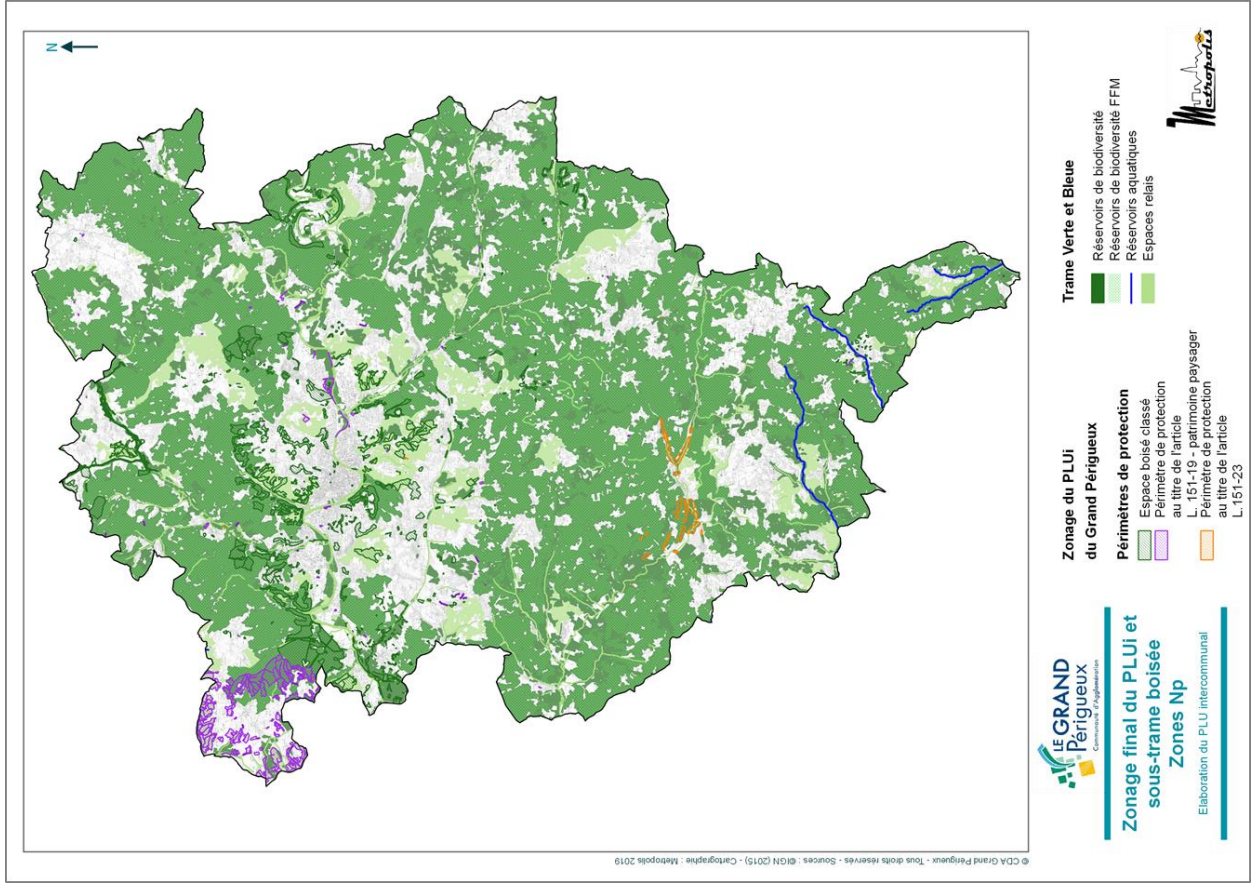 N
© CDA Grand Périgueux - Tous droits réservés - Sources : ©IGN (2015) - Cartographie : Metropolis 2019
LE GRAND
Périgueux
Communauté d'Agglomération
Zonage final du PLUi et
sous-trame boisée
Zones Np
Elaboration du PLU intercommunal
Zonage du PLUi
du Grand Périgueux
Périmètres de protection
Espace boisé classé
Périmètre de protection
au titre de l'article
L. 151-19 - patrimoine paysager
Périmètre de protection
au titre de l'article
L.151-23
Trame Verte et Bleue
Réservoirs de biodiversité
Réservoirs de biodiversité FFM
Réservoirs aquatiques
Espaces relais
Metropolis